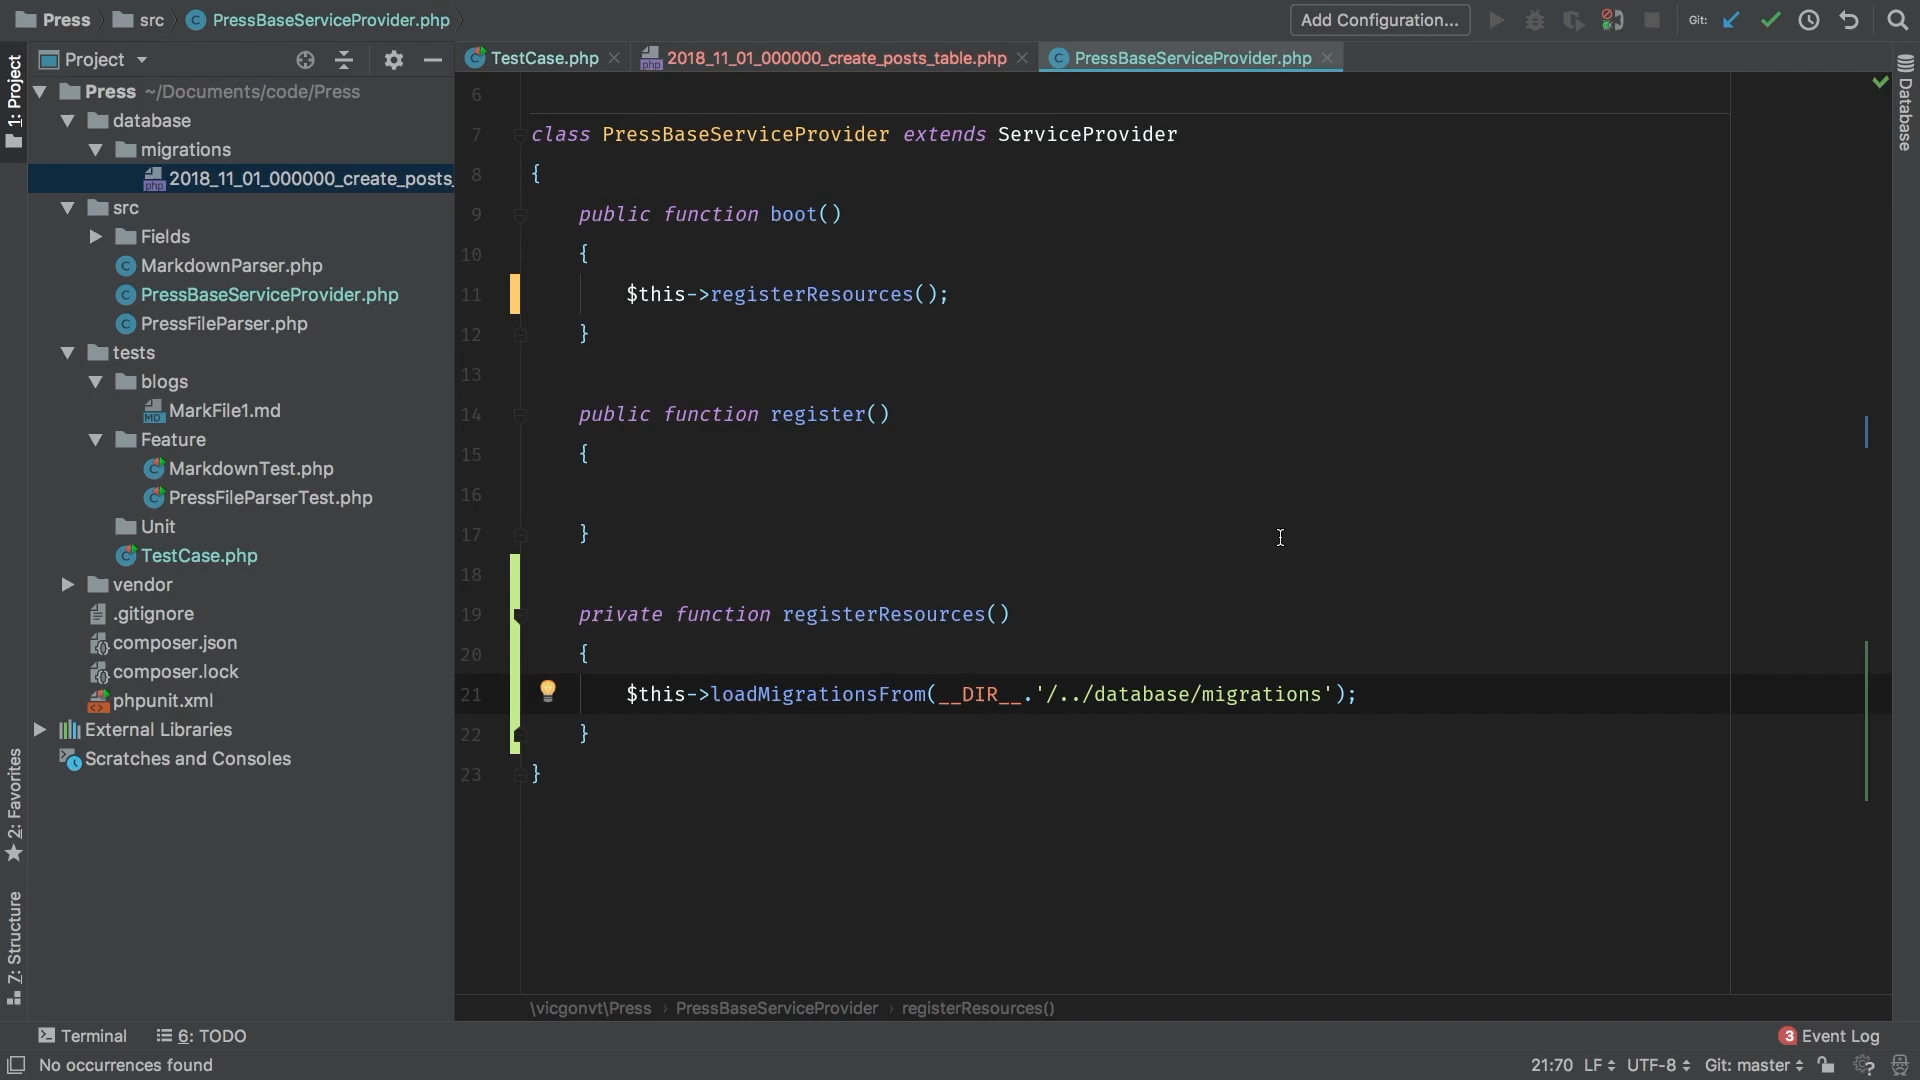 Press src PressBaseServiceProvider.php Add Configuration... Git:
1: Project
2: Favorites
Z: Structure
Project
Press ~/Documents/code/Press
database
migrations
2018_11_01_000000_create_posts_
src
Fields
MarkdownParser.php
PressBaseServiceProvider.php
PressFileParser.php
tests
blogs
MarkFile1.md
Feature
MarkdownTest.php
PressFileParserTest.php
Unit
TestCase.php
vendor
.gitignore
composer.json
composer.lock
phpunit.xml
External Libraries
Scratches and Consoles
TestCase.php 2018_11_01_000000_create_posts_table.php PressBaseServiceProvider.php
6
7 class PressBaseServiceProvider extends ServiceProvider
8 {
9 public function boot()
10 {
11 $this->registerResources();
12 }
13
14 public function register()
15 {
16
17 }
18
19 private function registerResources()
20 {
21 $this->loadMigrationsFrom(__DIR__.'/../database/migrations');
22 }
23 }
\vicgonvt\Press › PressBaseServiceProvider › registerResources()
Database
Terminal 6: TODO 3 Event Log
No occurrences found 21:70 LF UTF-8 Git: master